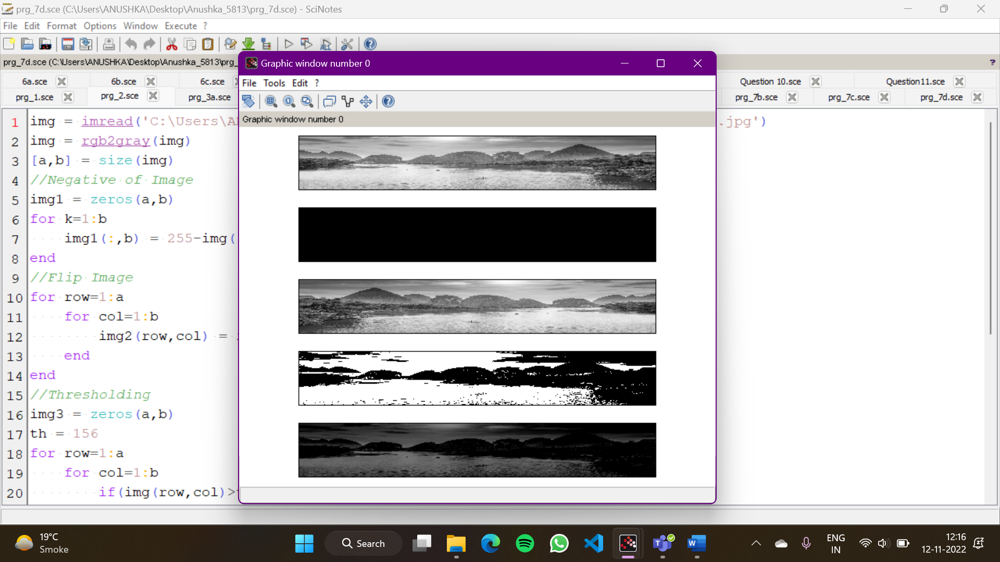 prg_7d.sce (C:\Users\ANUSHKA\Desktop\Anushka_5813\prg_7d.sce) - SciNotes
File Edit Format Options Window Execute ?
prg_7d.sce (C:\Users\ANUSHKA\Desktop\Anushka_5813\prg_
?
6a.sce 6b.sce 6c.sce Question 10.sce Question11.sce
prg_1.sce prg_2.sce prg_3a.sce prg_7b.sce prg_7c.sce prg_7d.sce
Graphic window number 0
File Tools Edit ?
Graphic window number 0
1 img = imread('C:\Users\A .jpg')
2 img = rgb2gray(img)
3 [a,b] = size(img)
4 //Negative of Image
5 img1 = zeros(a,b)
6 for k=1:b
7 img1(:,b) = 255-img(
8 end
9 //Flip Image
10 for row=1:a
11 for col=1:b
12 img2(row,col) =
13 end
14 end
15 //Thresholding
16 img3 = zeros(a,b)
17 th = 156
18 for row=1:a
19 for col=1:b
20 if(img(row,col)>
19°C
Smoke
Search
ENG
IN
12:16
12-11-2022